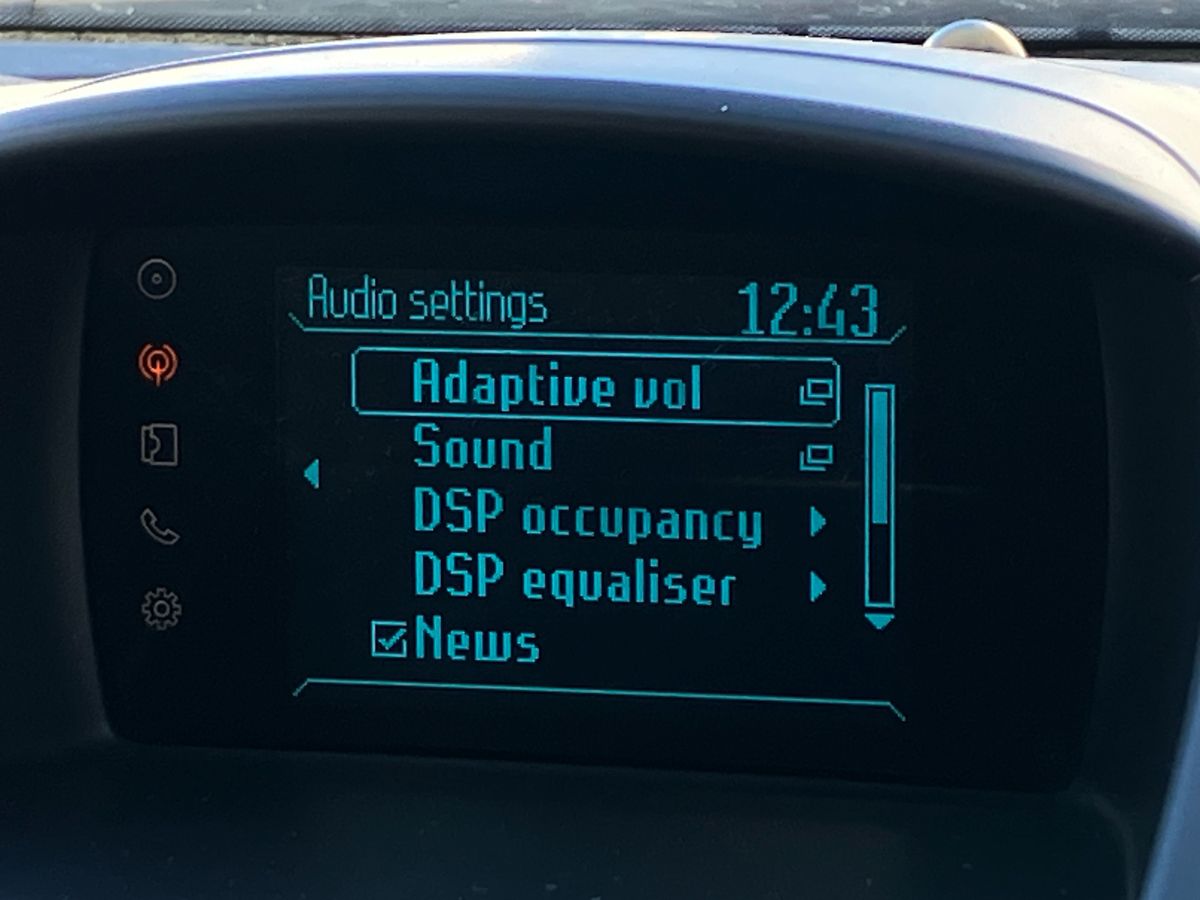 Audio settings 12:43
Adaptive vol
Sound
DSP occupancy
DSP equaliser
News